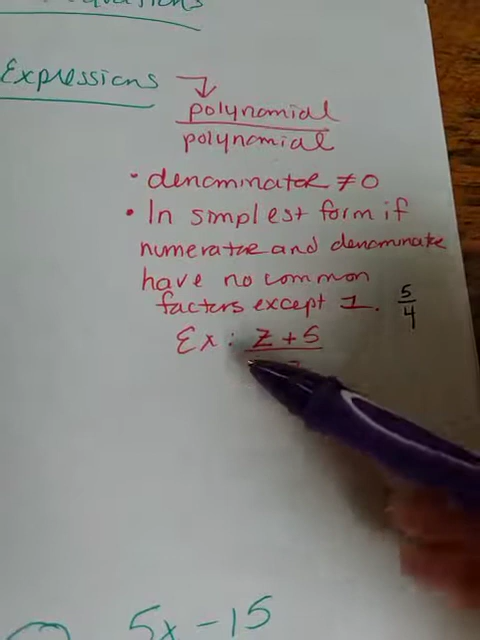 Expressions
polynomial
polynomial
• denominator ≠ 0
• In simplest form if
numerator and denominate
have no common
factors except 1. 5/4
Ex: z + 5
5x - 15